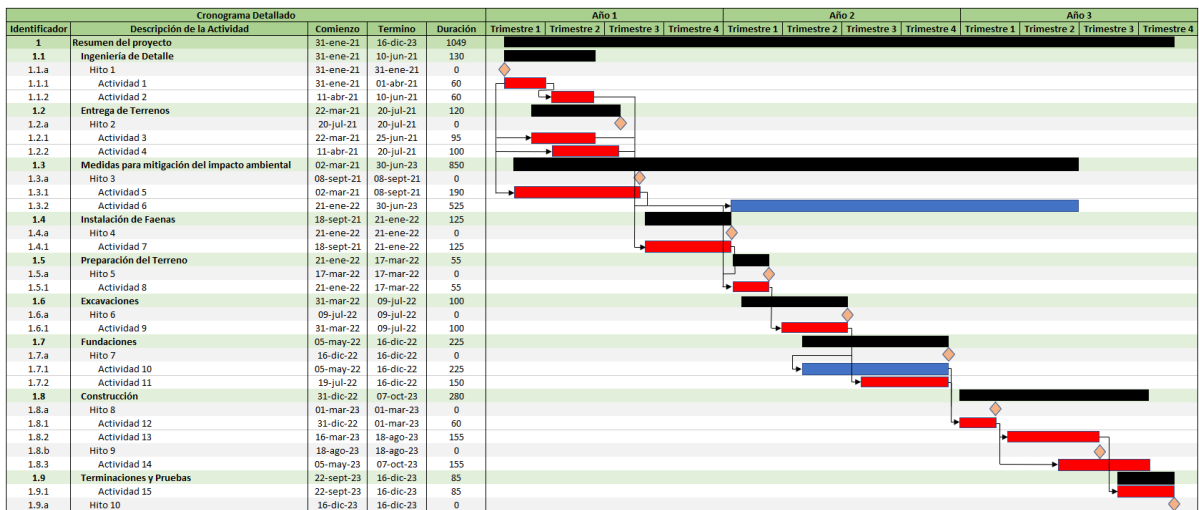 Cronograma Detallado Año 1 Año 2 Año 3
Identificador Descripción de la Actividad Comienzo Termino Duración Trimestre 1 Trimestre 2 Trimestre 3 Trimestre 4 Trimestre 1 Trimestre 2 Trimestre 3 Trimestre 4 Trimestre 1 Trimestre 2 Trimestre 3 Trimestre 4
1 Resumen del proyecto 31-ene-21 16-dic-23 1049
1.1 Ingeniería de Detalle 31-ene-21 10-jun-21 130
1.1.a Hito 1 31-ene-21 31-ene-21 0
1.1.1 Actividad 1 31-ene-21 01-abr-21 60
1.1.2 Actividad 2 11-abr-21 10-jun-21 60
1.2 Entrega de Terrenos 22-mar-21 20-jul-21 120
1.2.a Hito 2 20-jul-21 20-jul-21 0
1.2.1 Actividad 3 22-mar-21 25-jun-21 95
1.2.2 Actividad 4 11-abr-21 20-jul-21 100
1.3 Medidas para mitigación del impacto ambiental 02-mar-21 30-jun-23 850
1.3.a Hito 3 08-sept-21 08-sept-21 0
1.3.1 Actividad 5 02-mar-21 08-sept-21 190
1.3.2 Actividad 6 21-ene-22 30-jun-23 525
1.4 Instalación de Faenas 18-sept-21 21-ene-22 125
1.4.a Hito 4 21-ene-22 21-ene-22 0
1.4.1 Actividad 7 18-sept-21 21-ene-22 125
1.5 Preparación del Terreno 21-ene-22 17-mar-22 55
1.5.a Hito 5 17-mar-22 17-mar-22 0
1.5.1 Actividad 8 21-ene-22 17-mar-22 55
1.6 Excavaciones 31-mar-22 09-jul-22 100
1.6.a Hito 6 09-jul-22 09-jul-22 0
1.6.1 Actividad 9 31-mar-22 09-jul-22 100
1.7 Fundaciones 05-may-22 16-dic-22 225
1.7.a Hito 7 16-dic-22 16-dic-22 0
1.7.1 Actividad 10 05-may-22 16-dic-22 225
1.7.2 Actividad 11 19-jul-22 16-dic-22 150
1.8 Construcción 31-dic-22 07-oct-23 280
1.8.a Hito 8 01-mar-23 01-mar-23 0
1.8.1 Actividad 12 31-dic-22 01-mar-23 60
1.8.2 Actividad 13 16-mar-23 18-ago-23 155
1.8.b Hito 9 18-ago-23 18-ago-23 0
1.8.3 Actividad 14 05-may-23 07-oct-23 155
1.9 Terminaciones y Pruebas 22-sept-23 16-dic-23 85
1.9.1 Actividad 15 22-sept-23 16-dic-23 85
1.9.a Hito 10 16-dic-23 16-dic-23 0